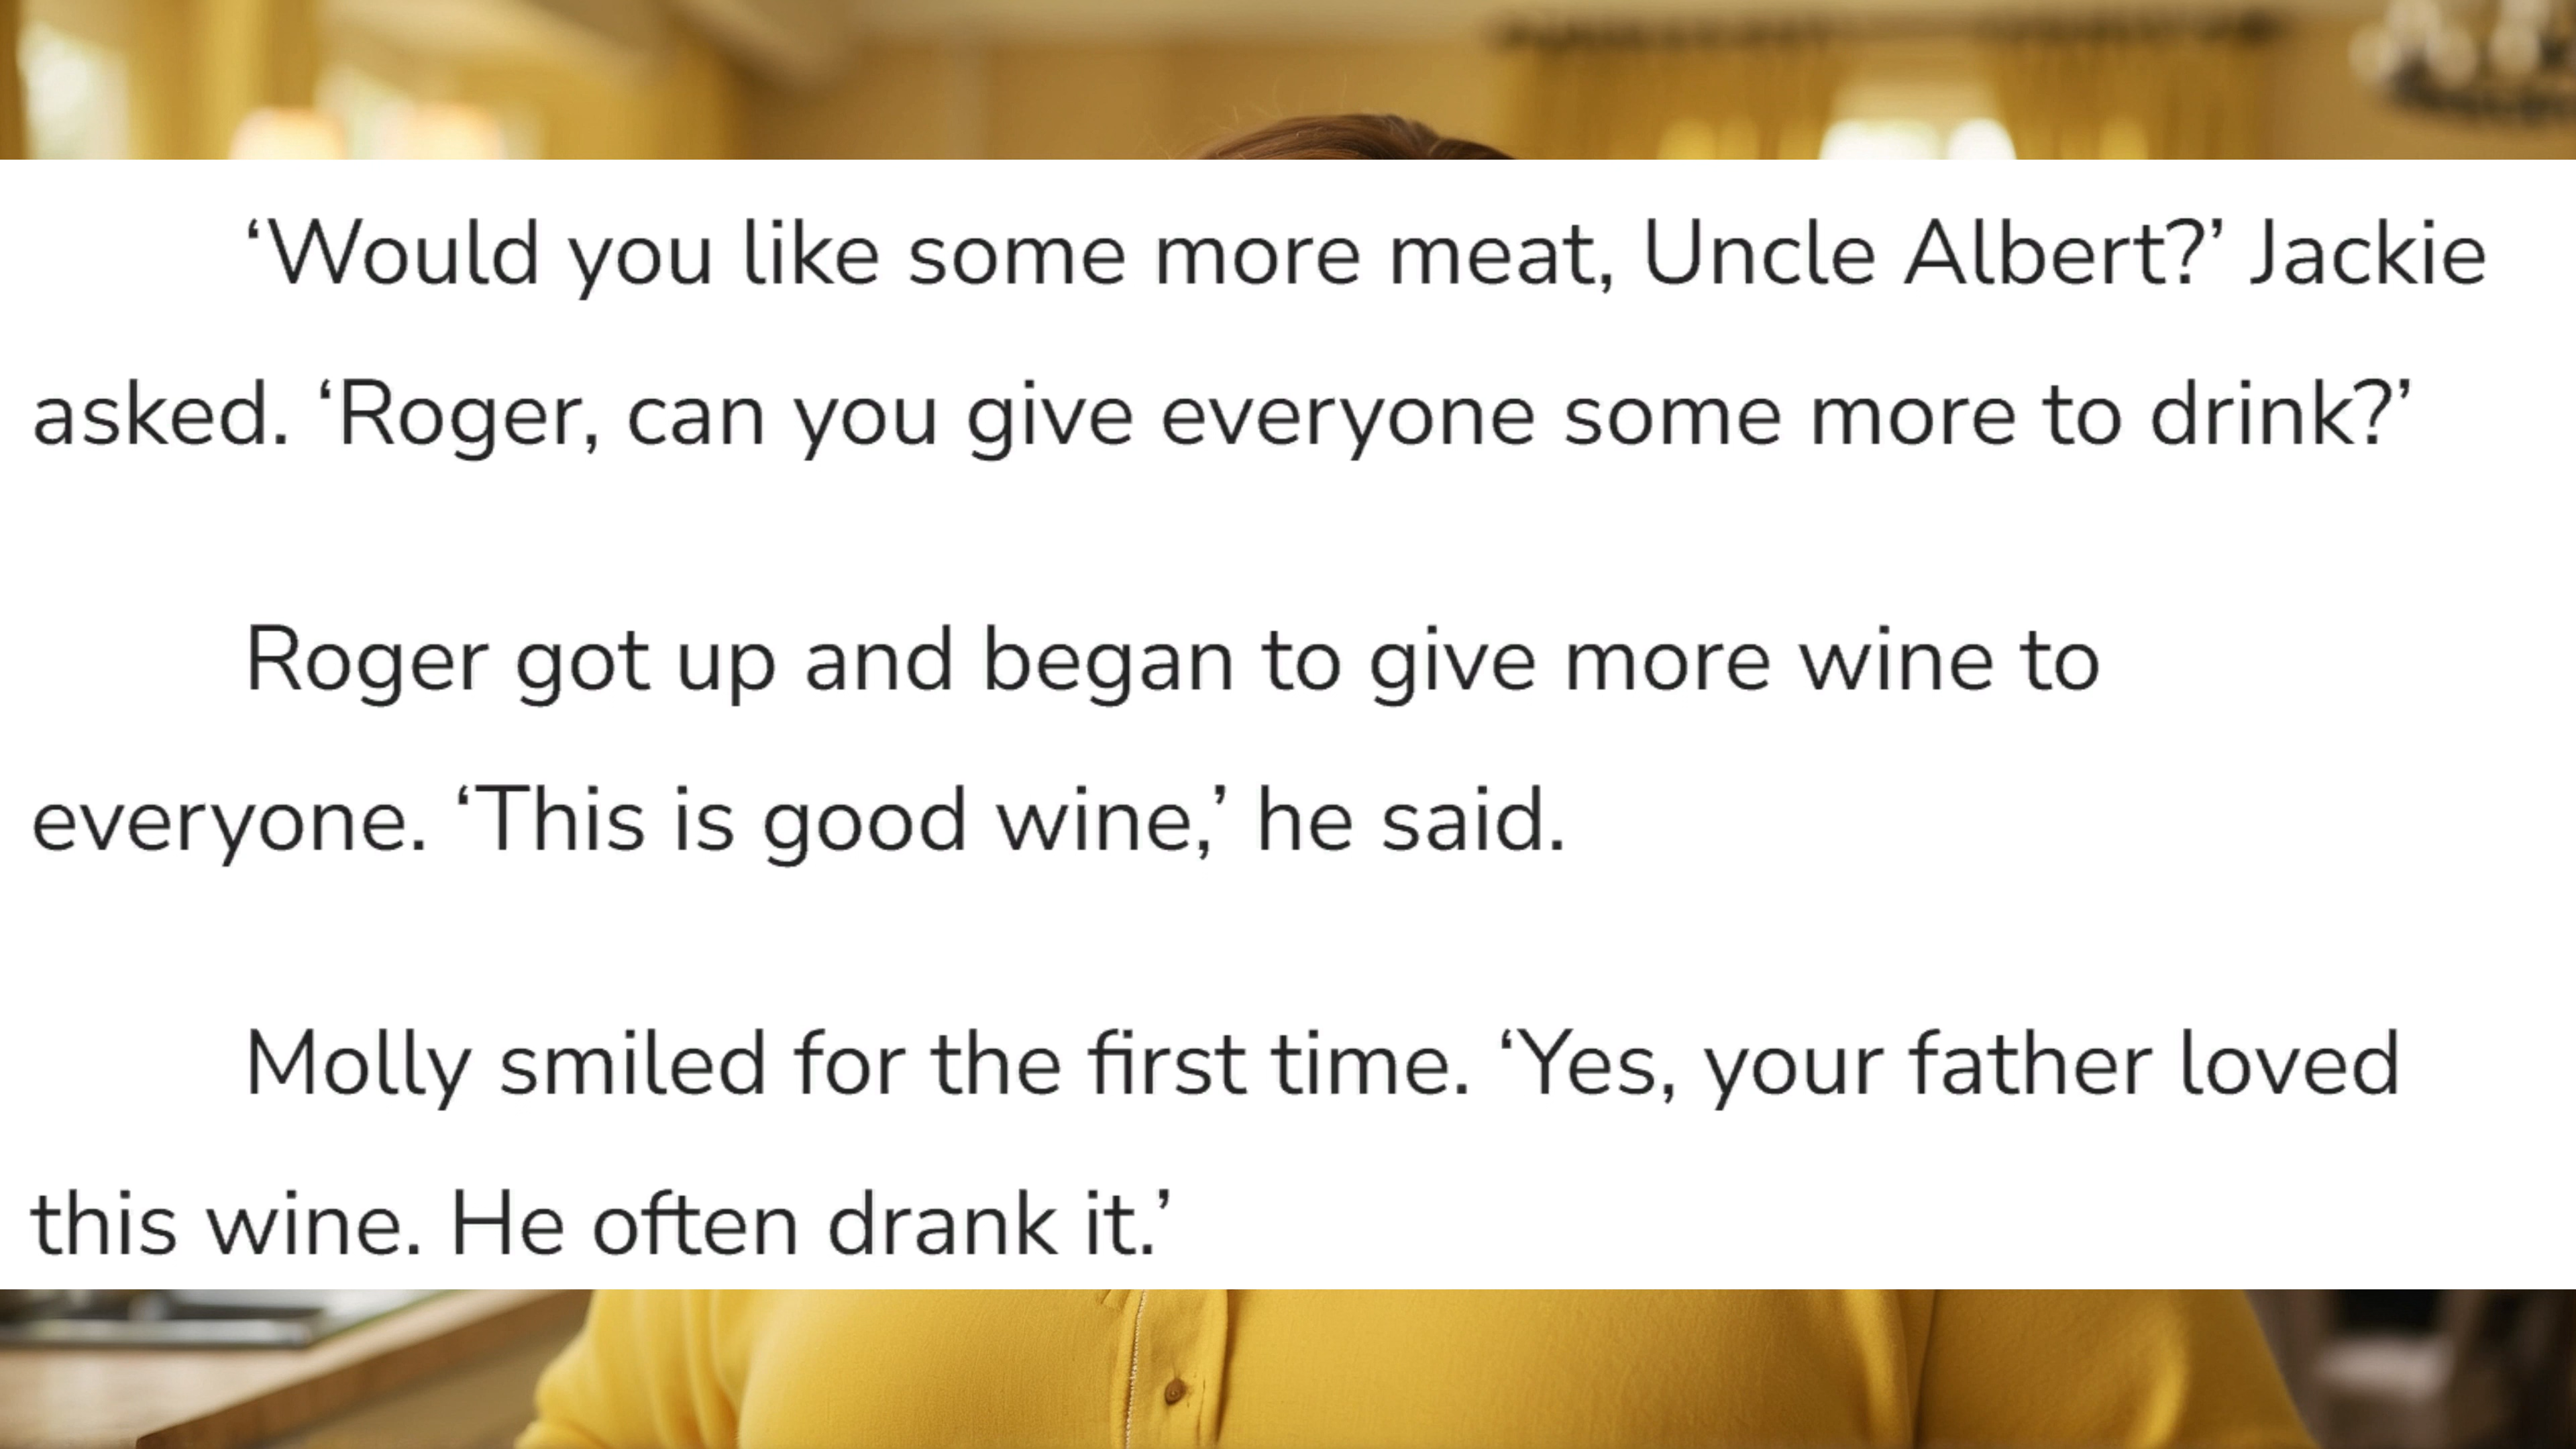 ‘Would you like some more meat, Uncle Albert?’ Jackie
asked. ‘Roger, can you give everyone some more to drink?’
Roger got up and began to give more wine to
everyone. ‘This is good wine,’ he said.
Molly smiled for the first time. ‘Yes, your father loved
this wine. He often drank it.’